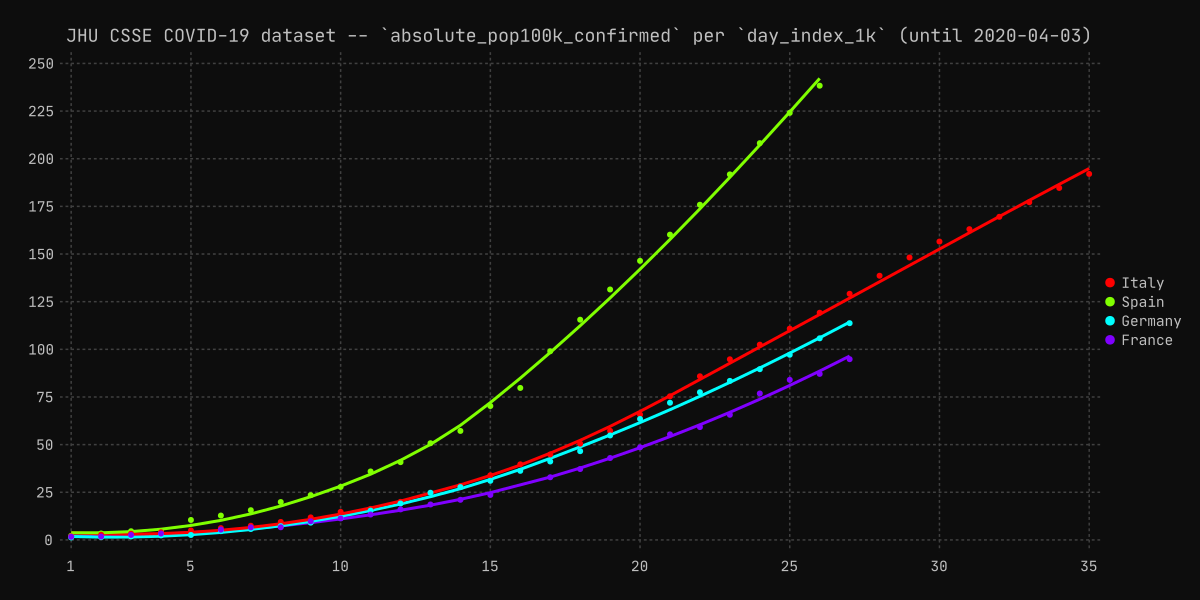 JHU CSSE COVID-19 dataset -- `absolute_pop100k_confirmed` per `day_index_1k` (until 2020-04-03)
250
225
200
175
150
125
100
75
50
25
0
1 5 10 15 20 25 30 35
Italy
Spain
Germany
France